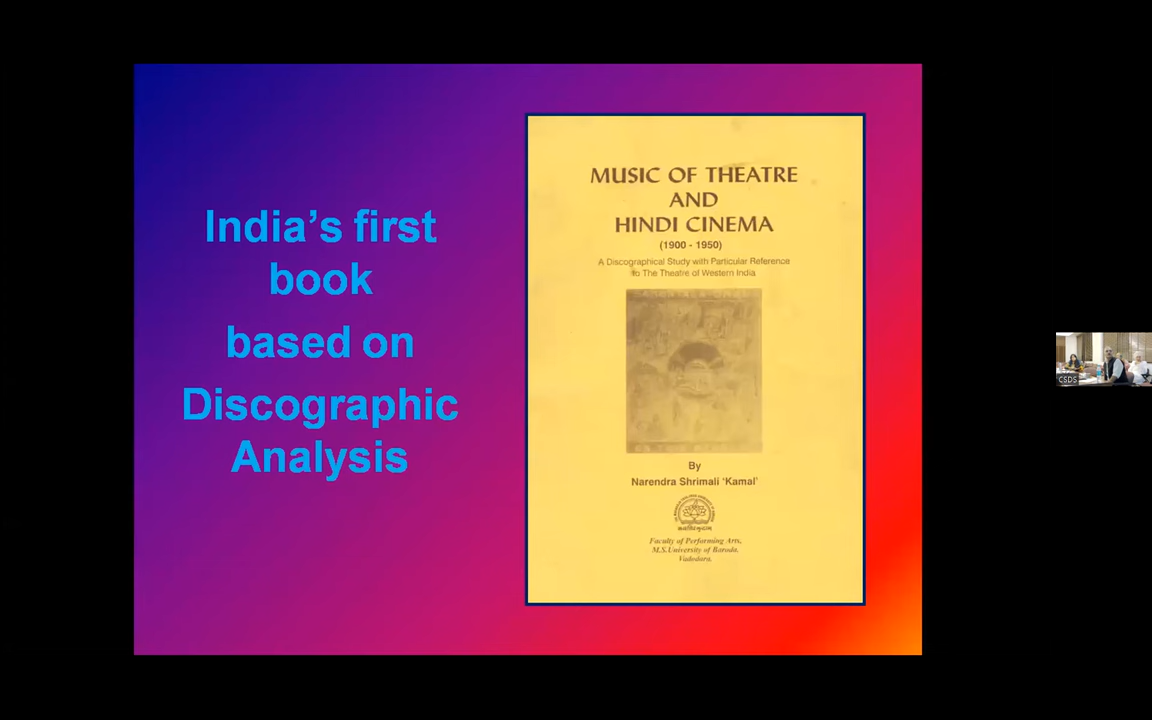 India's first
book
based on
Discographic
Analysis
MUSIC OF THEATRE
AND
HINDI CINEMA
(1900 - 1950)
A Discographical Study with Particular Reference
to The Theatre of Western India
By
Narendra Shrimali 'Kamal'
Faculty of Performing Arts,
M.S.University of Baroda.
Vadodara.
CSDS